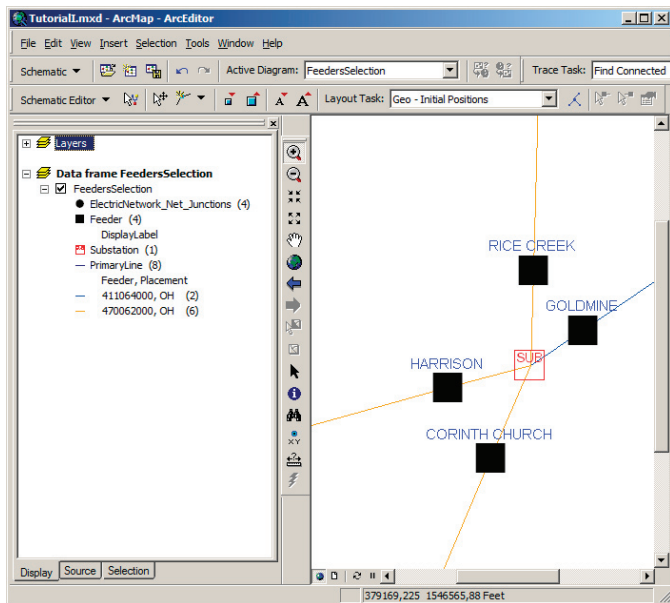 TutorialI.mxd - ArcMap - ArcEditor
File Edit View Insert Selection Tools Window Help
Schematic Active Diagram: FeedersSelection Trace Task: Find Connected
Schematic Editor Layout Task: Geo - Initial Positions
Layers
Data frame FeedersSelection
FeedersSelection
ElectricNetwork_Net_Junctions (4)
Feeder (4)
DisplayLabel
Substation (1)
PrimaryLine (8)
Feeder, Placement
411064000, OH (2)
470062000, OH (6)
XY
RICE CREEK
GOLDMINE
SUB
HARRISON
CORINTH CHURCH
Display Source Selection
379169,225 1546565,88 Feet